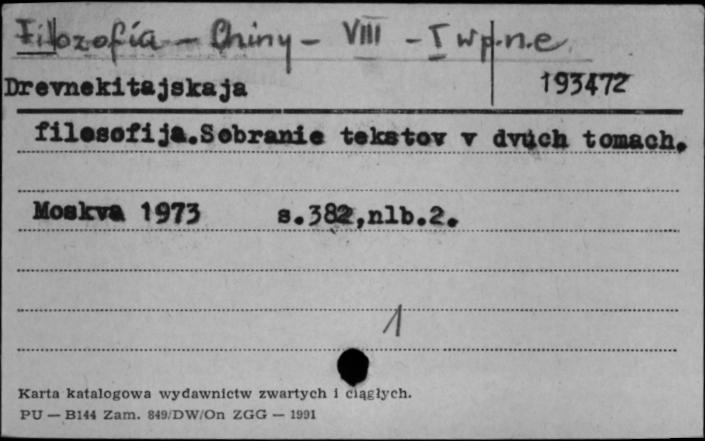 Filozofia – Chiny – VIII – I w p.n.e
Drevnekitajskaja 193472
filosofija.Sobranie tekstov v dvuch tomach.
Moskva 1973 s.382,nlb.2.
1
Karta katalogowa wydawnictw zwartych i ciągłych.
PU — B144 Zam. 849/DW/On ZGG — 1991